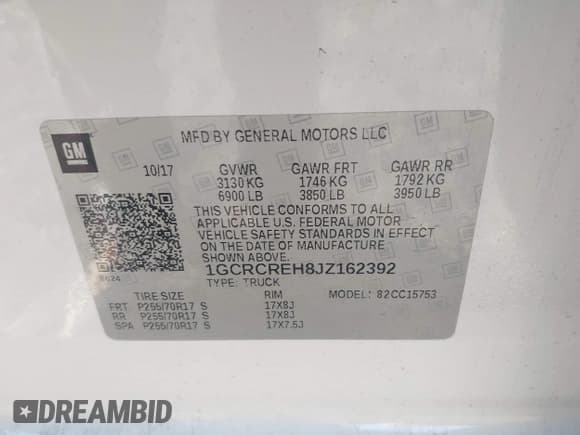 GM
MFD BY GENERAL MOTORS LLC
10/17 GVWR GAWR FRT GAWR RR
3130 KG 1746 KG 1792 KG
6900 LB 3850 LB 3950 LB
THIS VEHICLE CONFORMS TO ALL
APPLICABLE U.S. FEDERAL MOTOR
VEHICLE SAFETY STANDARDS IN
EFFECT ON THE DATE OF MANUFACTURE
SHOWN ABOVE.
1GCRCREH8JZ162392
TYPE: TRUCK
TIRE SIZE RIM MODEL: 82CC15753
FRT P255/70R17 S 17X8J
RR P255/70R17 S 17X8J
SPA P255/70R17 S 17X7.5J
DREAMBID